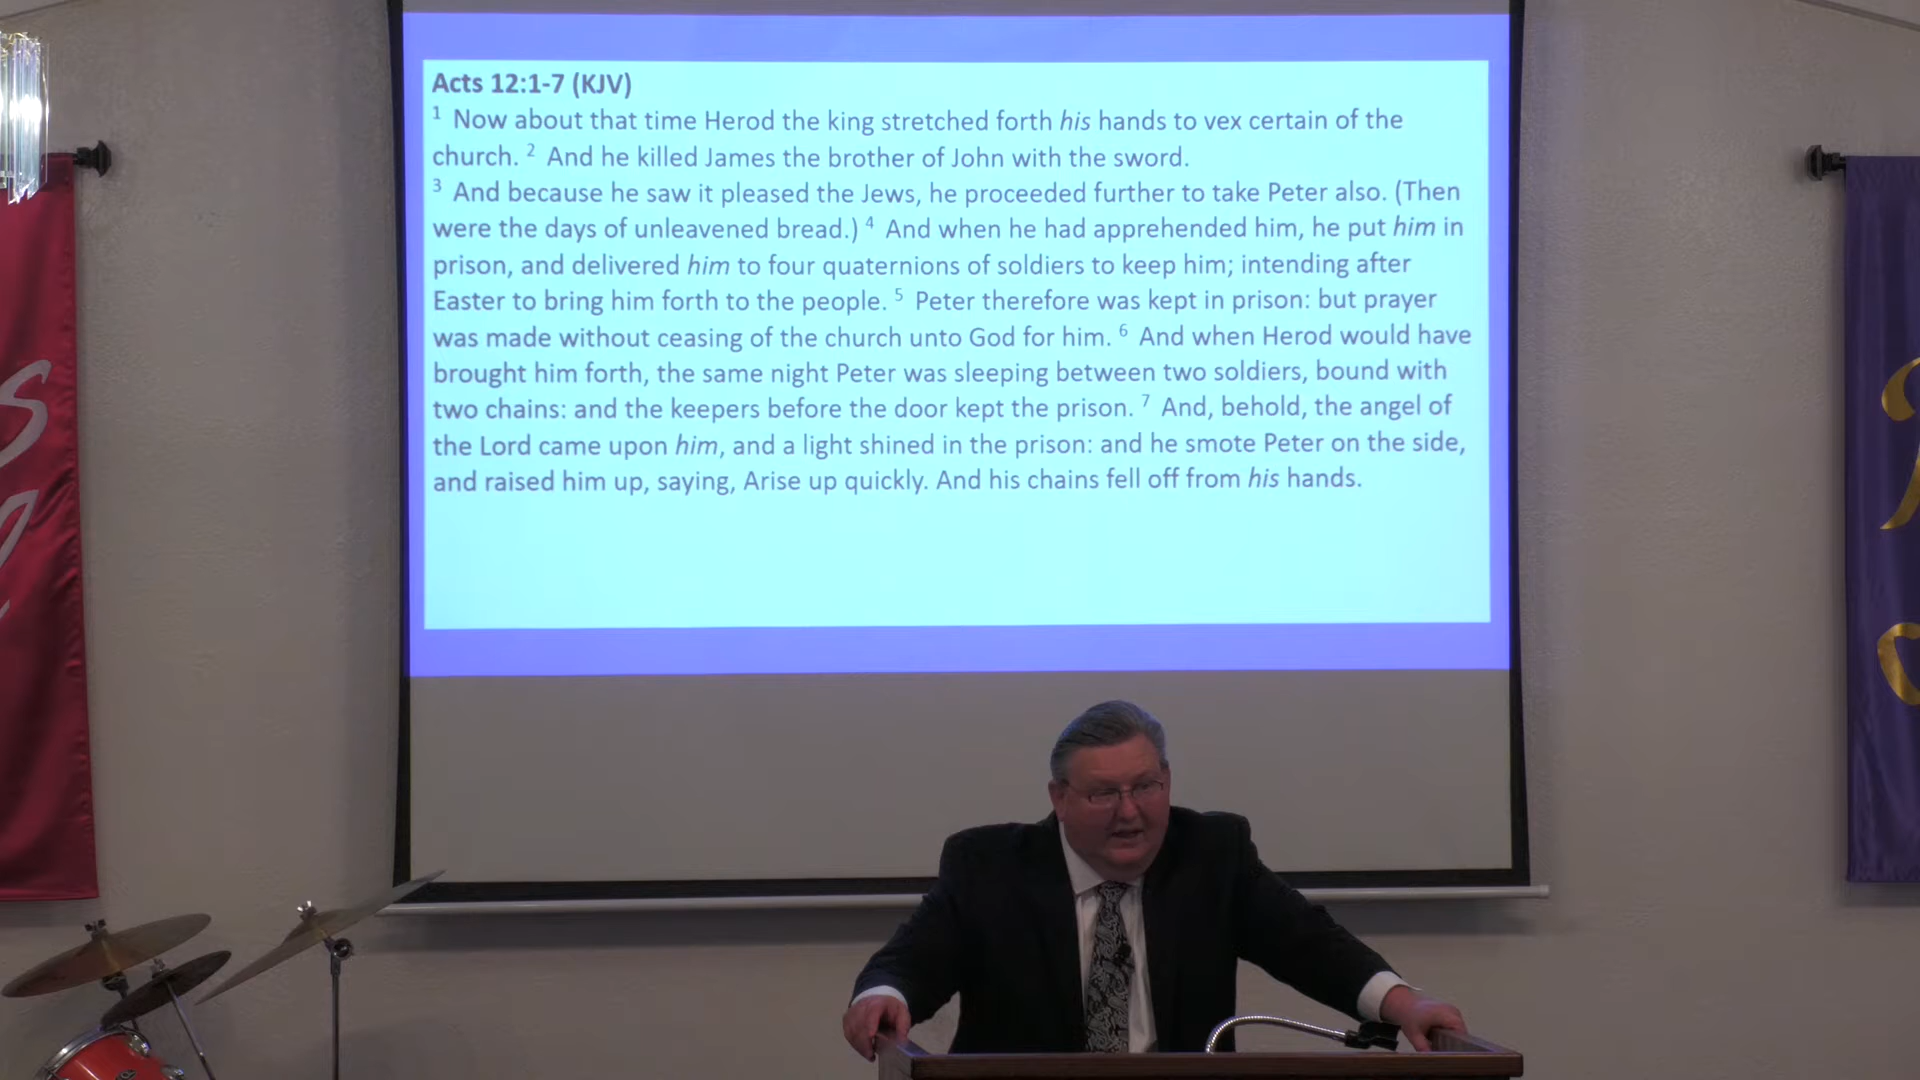 Acts 12:1-7 (KJV)
1 Now about that time Herod the king stretched forth his hands to vex certain of the
church. 2 And he killed James the brother of John with the sword.
3 And because he saw it pleased the Jews, he proceeded further to take Peter also. (Then
were the days of unleavened bread.) 4 And when he had apprehended him, he put him in
prison, and delivered him to four quaternions of soldiers to keep him; intending after
Easter to bring him forth to the people. 5 Peter therefore was kept in prison: but prayer
was made without ceasing of the church unto God for him. 6 And when Herod would have
brought him forth, the same night Peter was sleeping between two soldiers, bound with
two chains: and the keepers before the door kept the prison. 7 And, behold, the angel of
the Lord came upon him, and a light shined in the prison: and he smote Peter on the side,
and raised him up, saying, Arise up quickly. And his chains fell off from his hands.